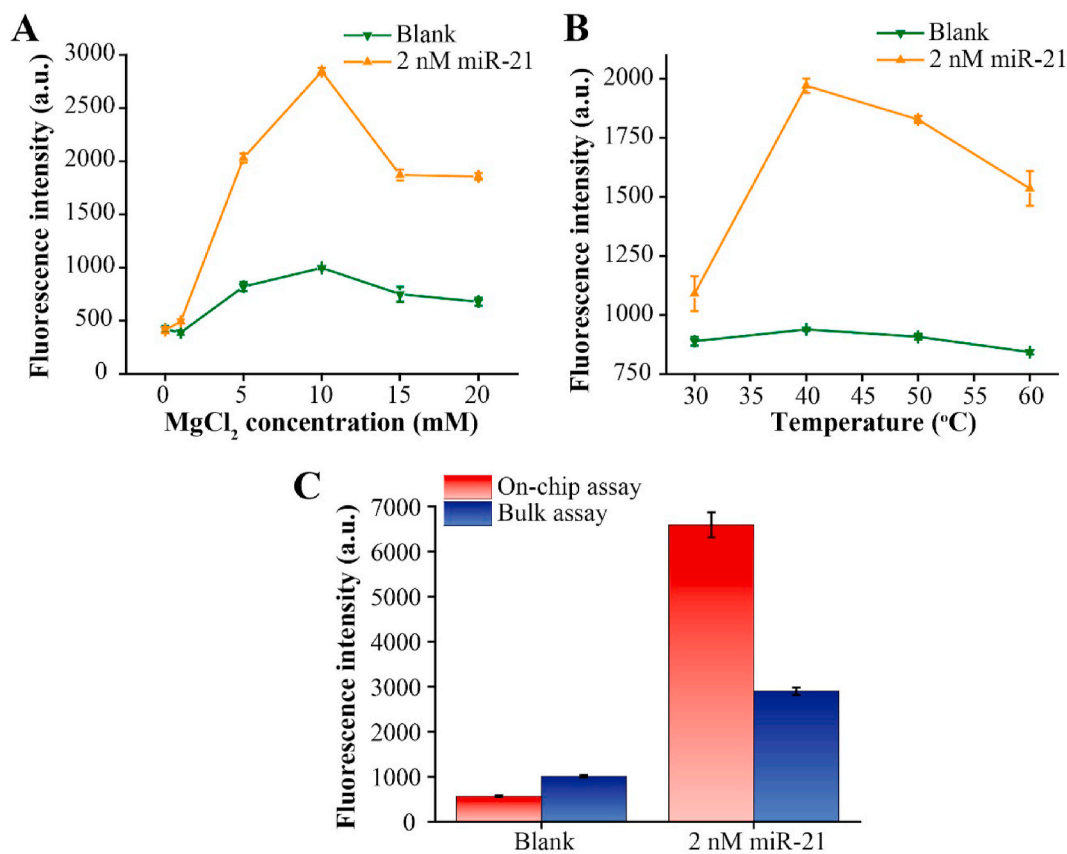 A
Blank
2 nM miR-21
Fluorescence intensity (a.u.)
3000
2500
2000
1500
1000
500
0
0 5 10 15 20
MgCl₂ concentration (mM)
B
Blank
2 nM miR-21
Fluorescence intensity (a.u.)
2000
1750
1500
1250
1000
750
30 35 40 45 50 55 60
Temperature (°C)
C
On-chip assay
Bulk assay
Fluorescence intensity (a.u.)
7000
6000
5000
4000
3000
2000
1000
0
Blank 2 nM miR-21